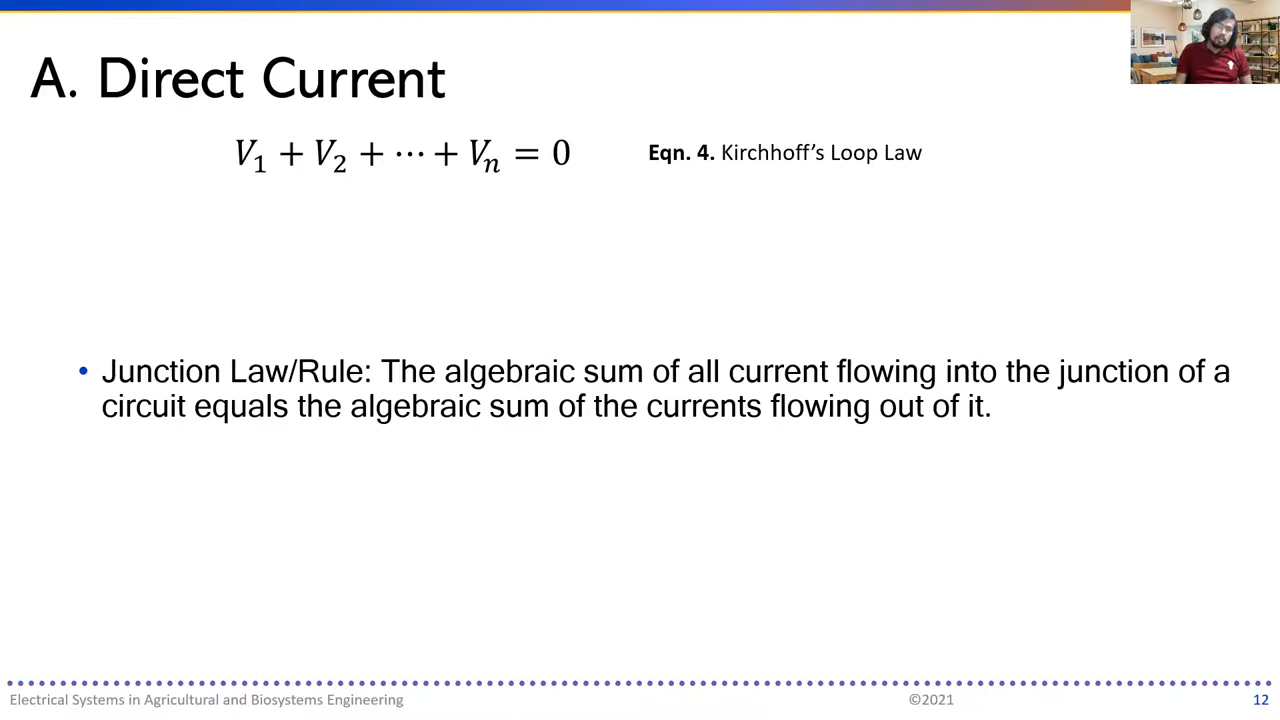 A. Direct Current
V₁ + V₂ + ⋯ + Vₙ = 0 Eqn. 4. Kirchhoff’s Loop Law
• Junction Law/Rule: The algebraic sum of all current flowing into the junction of a
circuit equals the algebraic sum of the currents flowing out of it.
Electrical Systems in Agricultural and Biosystems Engineering ©2021 12